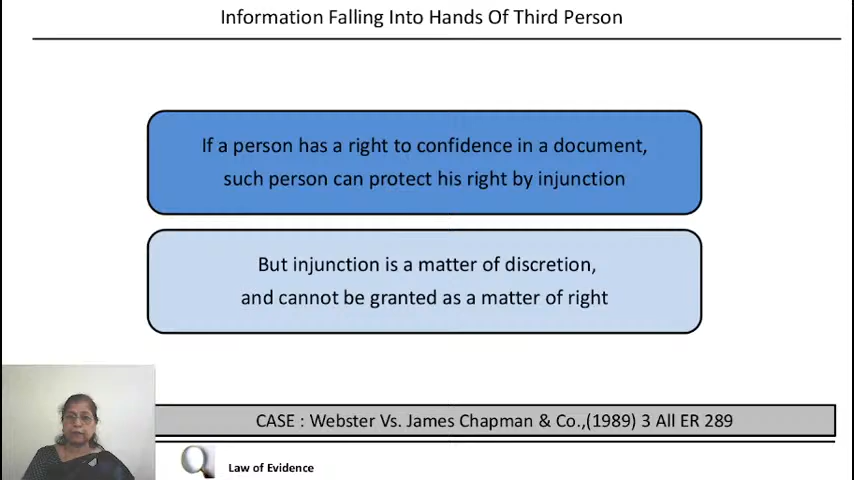 Information Falling Into Hands Of Third Person
If a person has a right to confidence in a document,
such person can protect his right by injunction
But injunction is a matter of discretion,
and cannot be granted as a matter of right
CASE : Webster Vs. James Chapman & Co.,(1989) 3 All ER 289
Law of Evidence